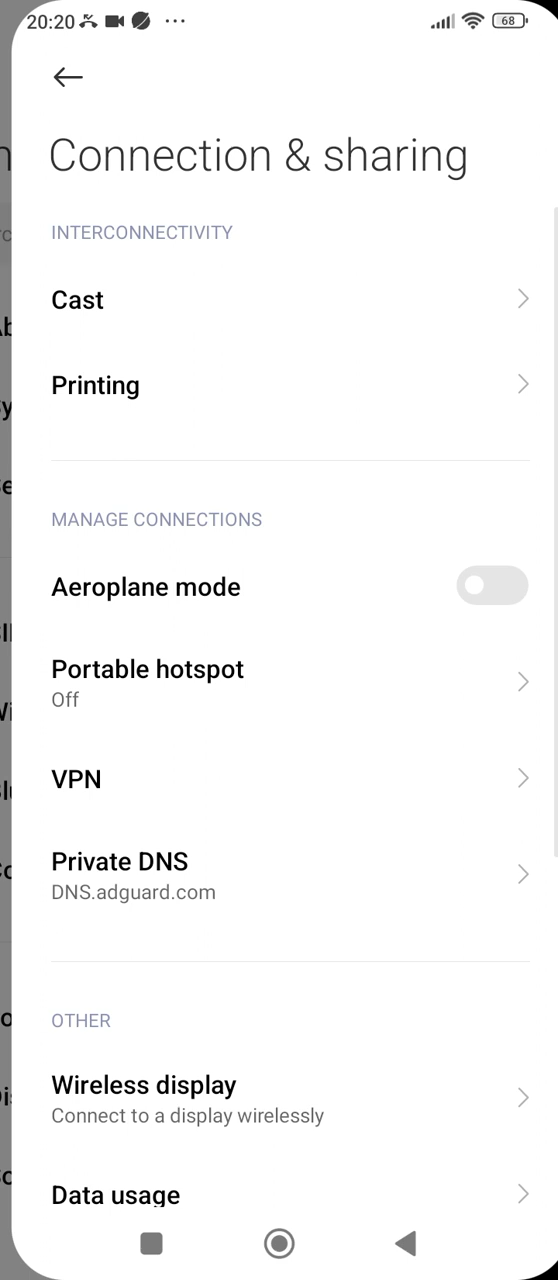 20:20
68
Connection & sharing
INTERCONNECTIVITY
Cast
Printing
MANAGE CONNECTIONS
Aeroplane mode
Portable hotspot
Off
VPN
Private DNS
DNS.adguard.com
OTHER
Wireless display
Connect to a display wirelessly
Data usage